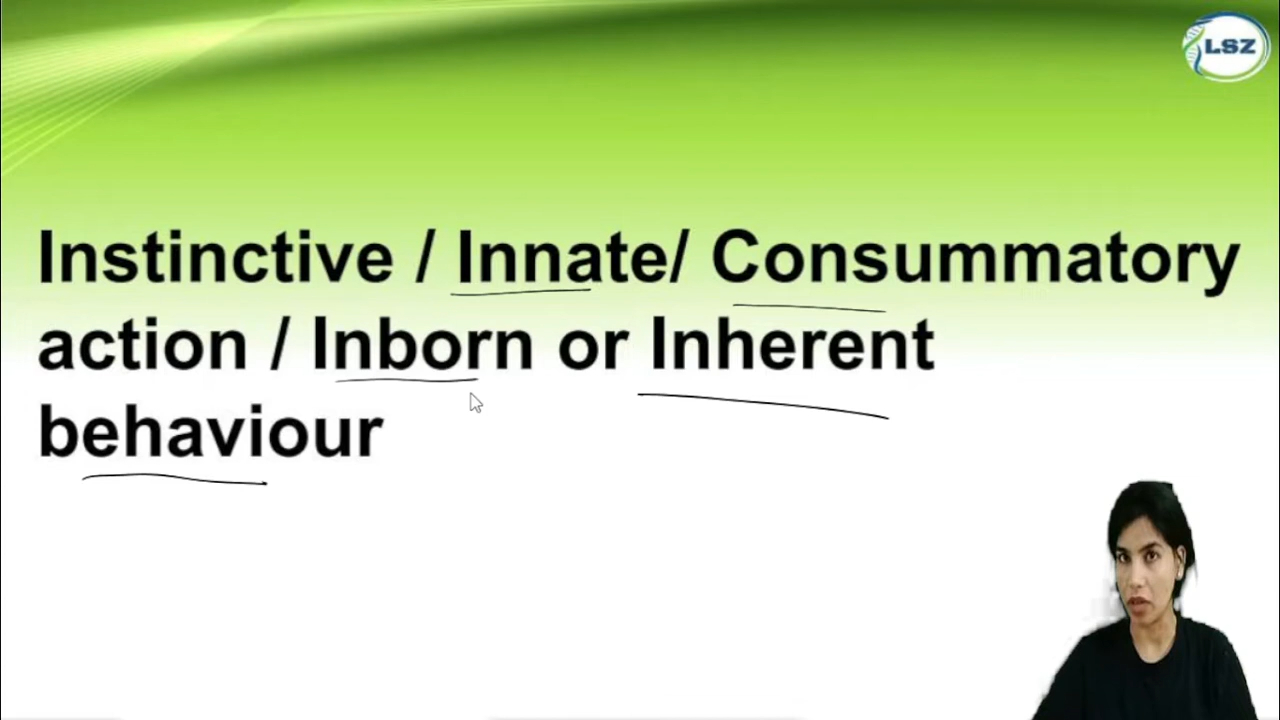 LSZ
Instinctive / Innate/ Consummatory
action / Inborn or Inherent
behaviour